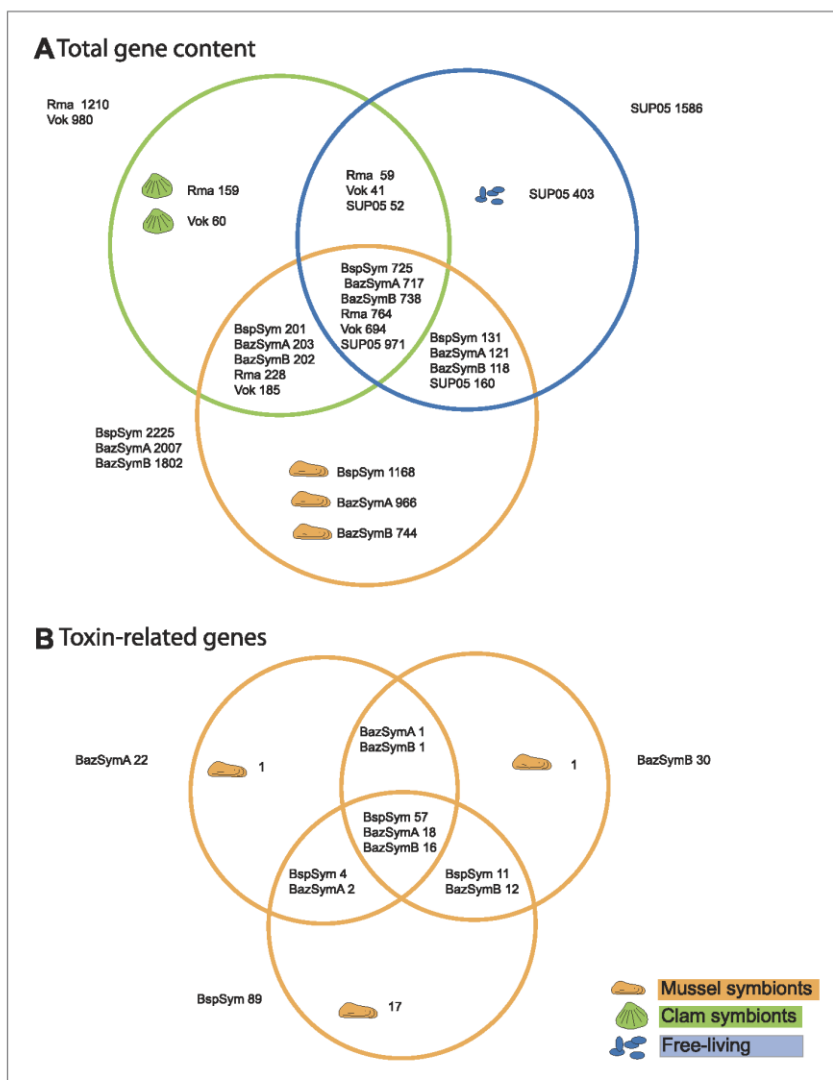 A Total gene content
Rma 1210
Vok 980
SUP05 1586
Rma 159
Vok 60
Rma 59
Vok 41
SUP05 52
SUP05 403
BspSym 725
BazSymA 717
BazSymB 738
Rma 764
Vok 694
SUP05 971
BspSym 201
BazSymA 203
BazSymB 202
Rma 228
Vok 185
BspSym 131
BazSymA 121
BazSymB 118
SUP05 160
BspSym 2225
BazSymA 2007
BazSymB 1802
BspSym 1168
BazSymA 966
BazSymB 744
B Toxin-related genes
BazSymA 22
1
BazSymA 1
BazSymB 1
1
BazSymB 30
BspSym 57
BazSymA 18
BazSymB 16
BspSym 4
BazSymA 2
BspSym 11
BazSymB 12
BspSym 89
17
Mussel symbionts
Clam symbionts
Free-living